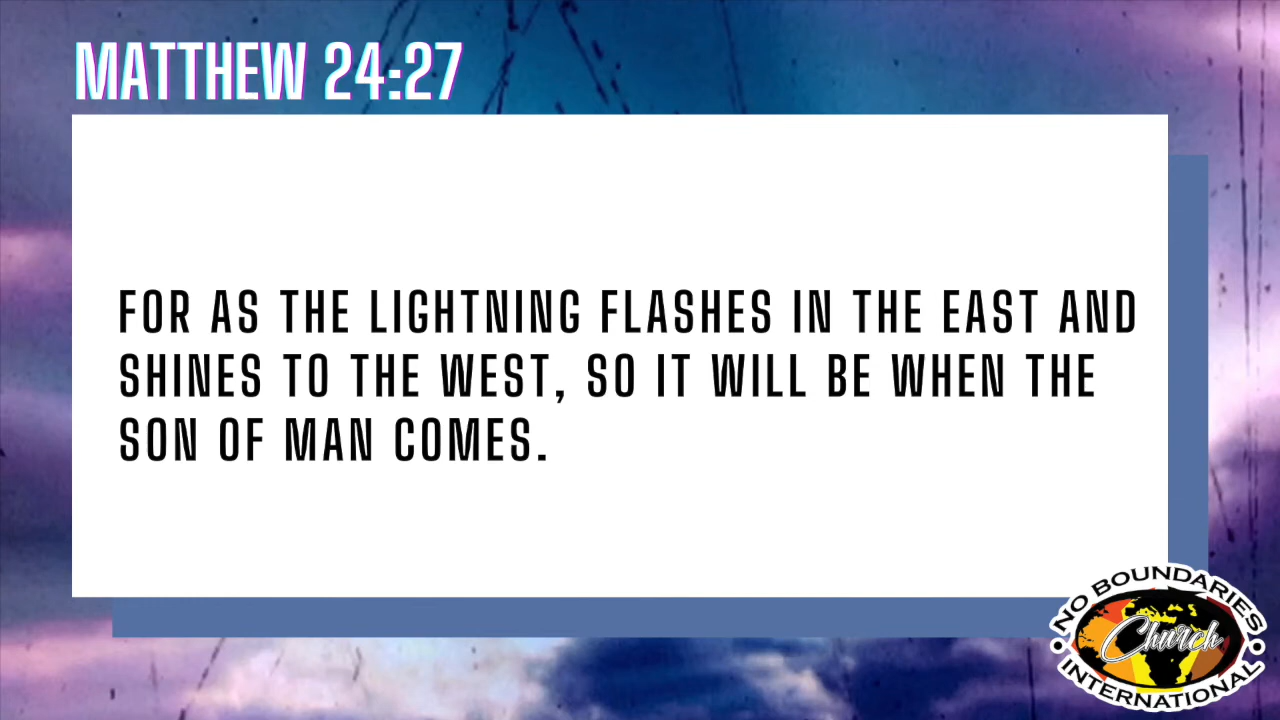 MATTHEW 24:27
FOR AS THE LIGHTNING FLASHES IN THE EAST AND
SHINES TO THE WEST, SO IT WILL BE WHEN THE
SON OF MAN COMES.
NO BOUNDARIES
Church
INTERNATIONAL